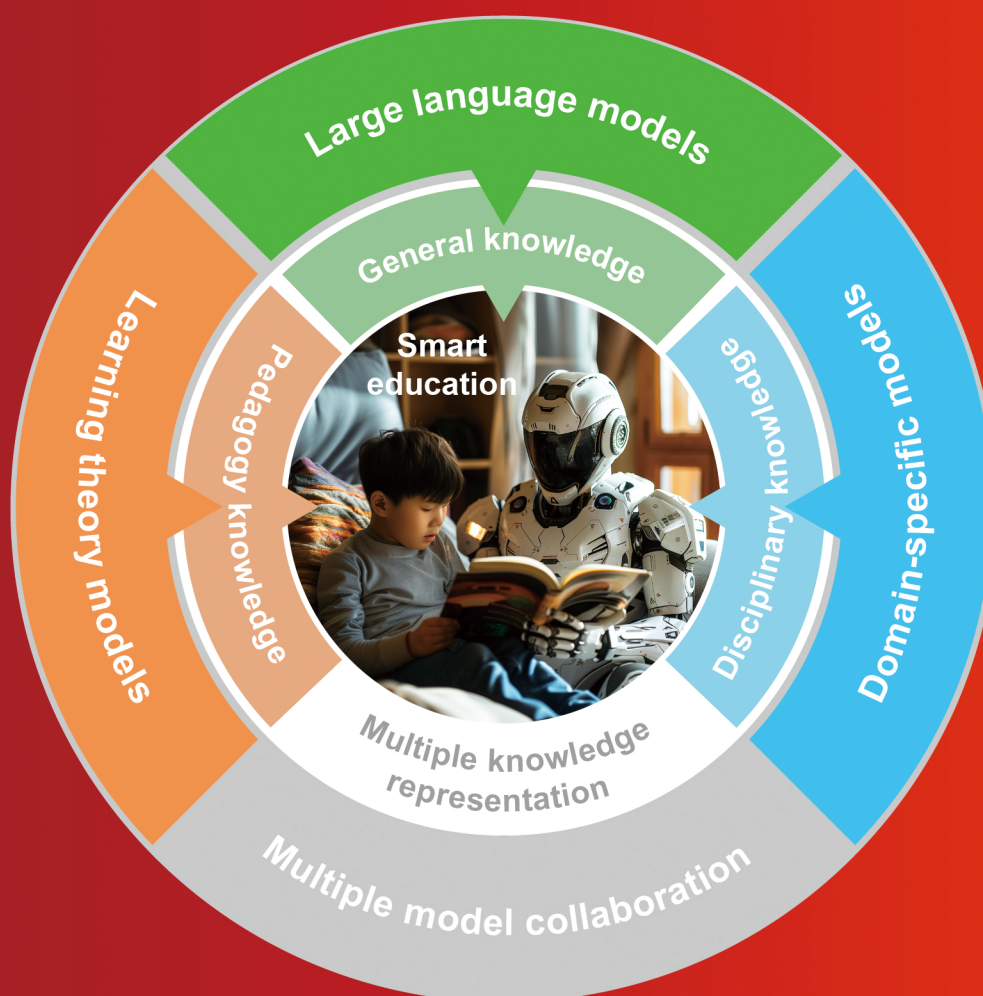 Large language models
General knowledge
Smart
education
Learning theory models
Pedagogy knowledge
Disciplinary knowledge
Domain-specific models
Multiple knowledge
representation
Multiple model collaboration